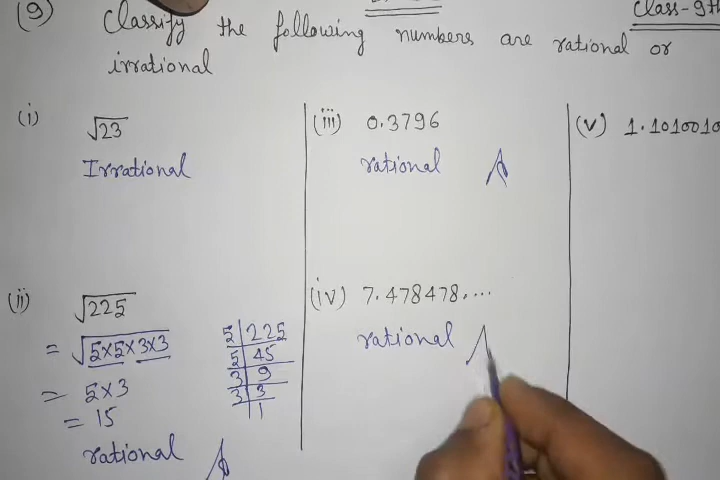 (9) Classify the following numbers are rational or
irrational
Class-9th
(i) √23
Irrational
(ii) √225
= √5×5×3×3
= 5×3
= 15
rational
5 225
5 45
3 9
3 3
1
(iii) 0.3796
rational
(iv) 7.478478....
rational
(v) 1.1010010